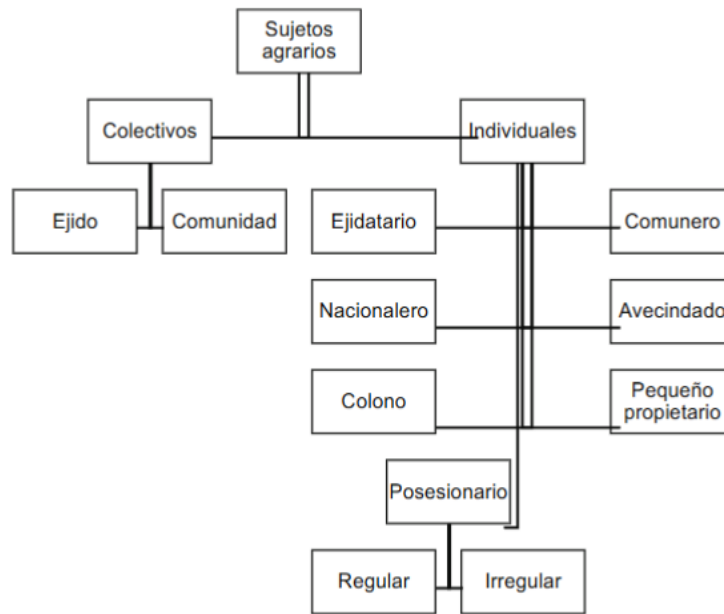 Sujetos
agrarios
Colectivos
Individuales
Ejido
Comunidad
Ejidatario
Comunero
Nacionalero
Avecindado
Colono
Pequeño
propietario
Posesionario
Regular
Irregular